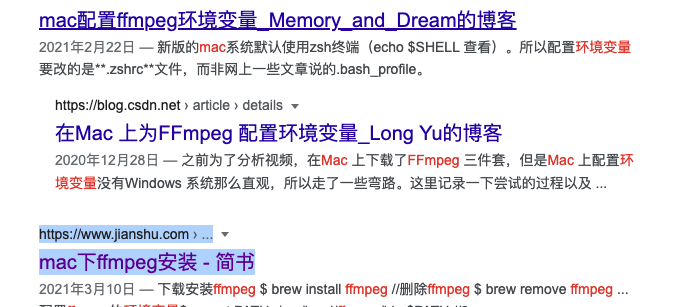 mac配置ffmpeg环境变量_Memory_and_Dream的博客
2021年2月22日 — 新版的mac系统默认使用zsh终端（echo $SHELL 查看）。所以配置环境变量
要改的是**.zshrc**文件，而非网上一些文章说的.bash_profile。
https://blog.csdn.net › article › details
在Mac 上为FFmpeg 配置环境变量_Long Yu的博客
2020年12月28日 — 之前为了分析视频，在Mac 上下载了FFmpeg 三件套，但是Mac 上配置环
境变量没有Windows 系统那么直观，所以走了一些弯路。这里记录一下尝试的过程以及 ...
https://www.jianshu.com › ...
mac下ffmpeg安装 - 简书
2021年3月10日 — 下载安装ffmpeg $ brew install ffmpeg //删除ffmpeg $ brew remove ffmpeg ...